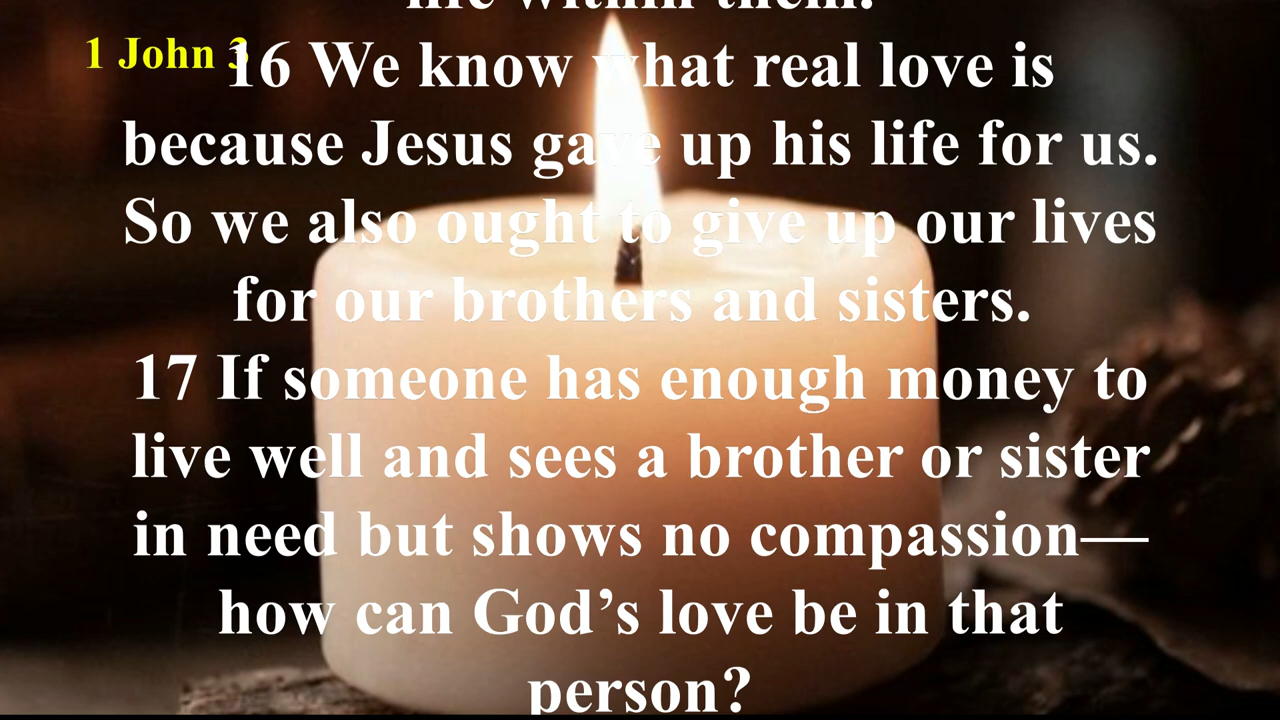 life within them.
1 John 3
16 We know what real love is
because Jesus gave up his life for us.
So we also ought to give up our lives
for our brothers and sisters.
17 If someone has enough money to
live well and sees a brother or sister
in need but shows no compassion—
how can God’s love be in that
person?